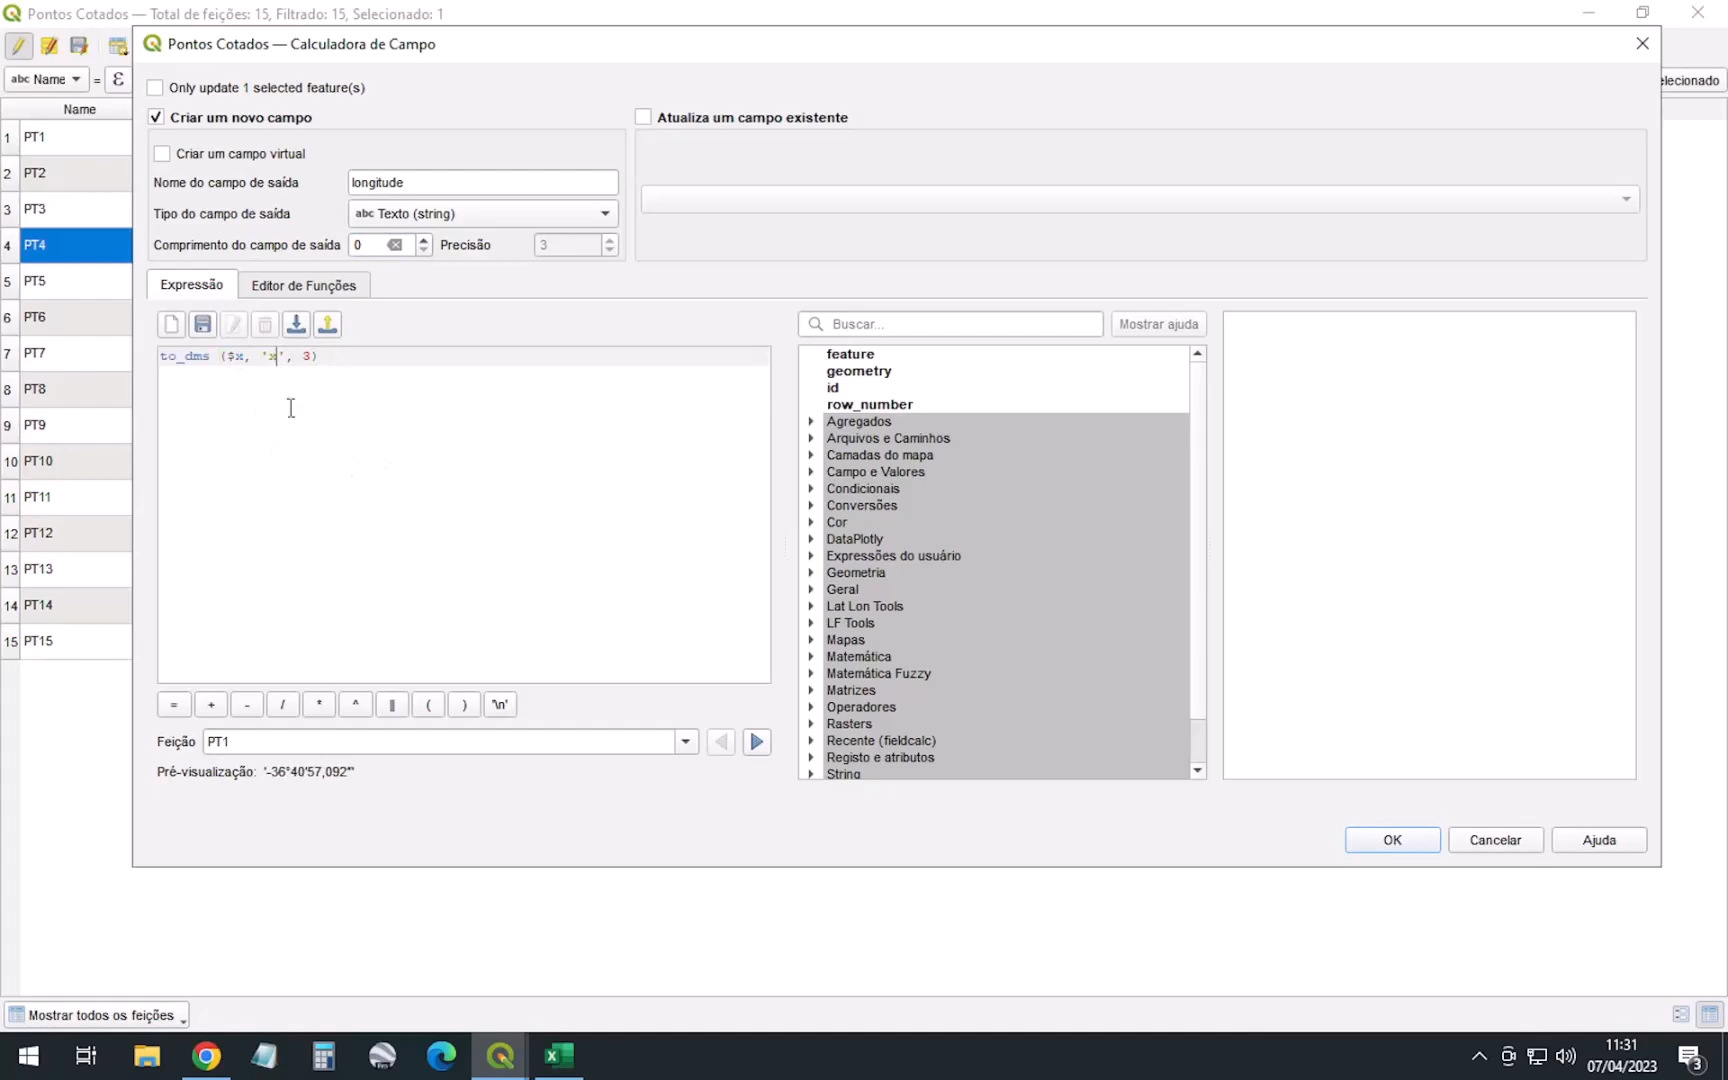 Pontos Cotados — Total de feições: 15, Filtrado: 15, Selecionado: 1
Pontos Cotados — Calculadora de Campo
abc Name = ε
elecionado
Name
1 PT1
2 PT2
3 PT3
4 PT4
5 PT5
6 PT6
7 PT7
8 PT8
9 PT9
10 PT10
11 PT11
12 PT12
13 PT13
14 PT14
15 PT15
Only update 1 selected feature(s)
Criar um novo campo
Atualiza um campo existente
Criar um campo virtual
Nome do campo de saída longitude
Tipo do campo de saída abc Texto (string)
Comprimento do campo de saída 0 Precisão 3
Expressão Editor de Funções
to_dms ($x, 'x', 3)
Buscar... Mostrar ajuda
feature
geometry
id
row_number
Agregados
Arquivos e Caminhos
Camadas do mapa
Campo e Valores
Condicionais
Conversões
Cor
DataPlotly
Expressões do usuário
Geometria
Geral
Lat Lon Tools
LF Tools
Mapas
Matemática
Matemática Fuzzy
Matrizes
Operadores
Rasters
Recente (fieldcalc)
Registo e atributos
String
= + - / * ^ || ( ) '\n'
Feição PT1
Pré-visualização: '-36°40'57,092"'
OK Cancelar Ajuda
Mostrar todos os feições
11:31
07/04/2023
3